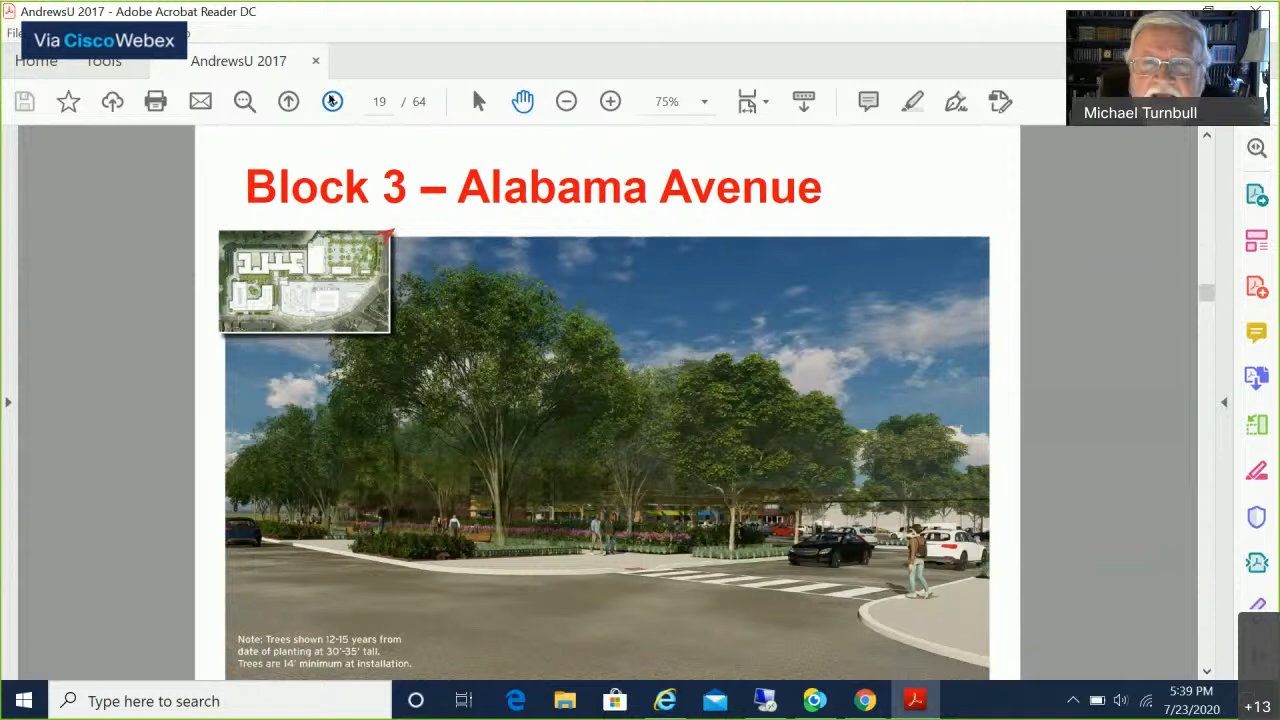 AndrewsU 2017 - Adobe Acrobat Reader DC
Via CiscoWebex
Home
Tools
AndrewsU 2017
×
19 / 64
75%
Michael Turnbull
Block 3 – Alabama Avenue
Note: Trees shown 12-15 years from
date of planting at 30'-35' tall.
Trees are 14' minimum at installation.
Type here to search
5:39 PM
7/23/2020
+13